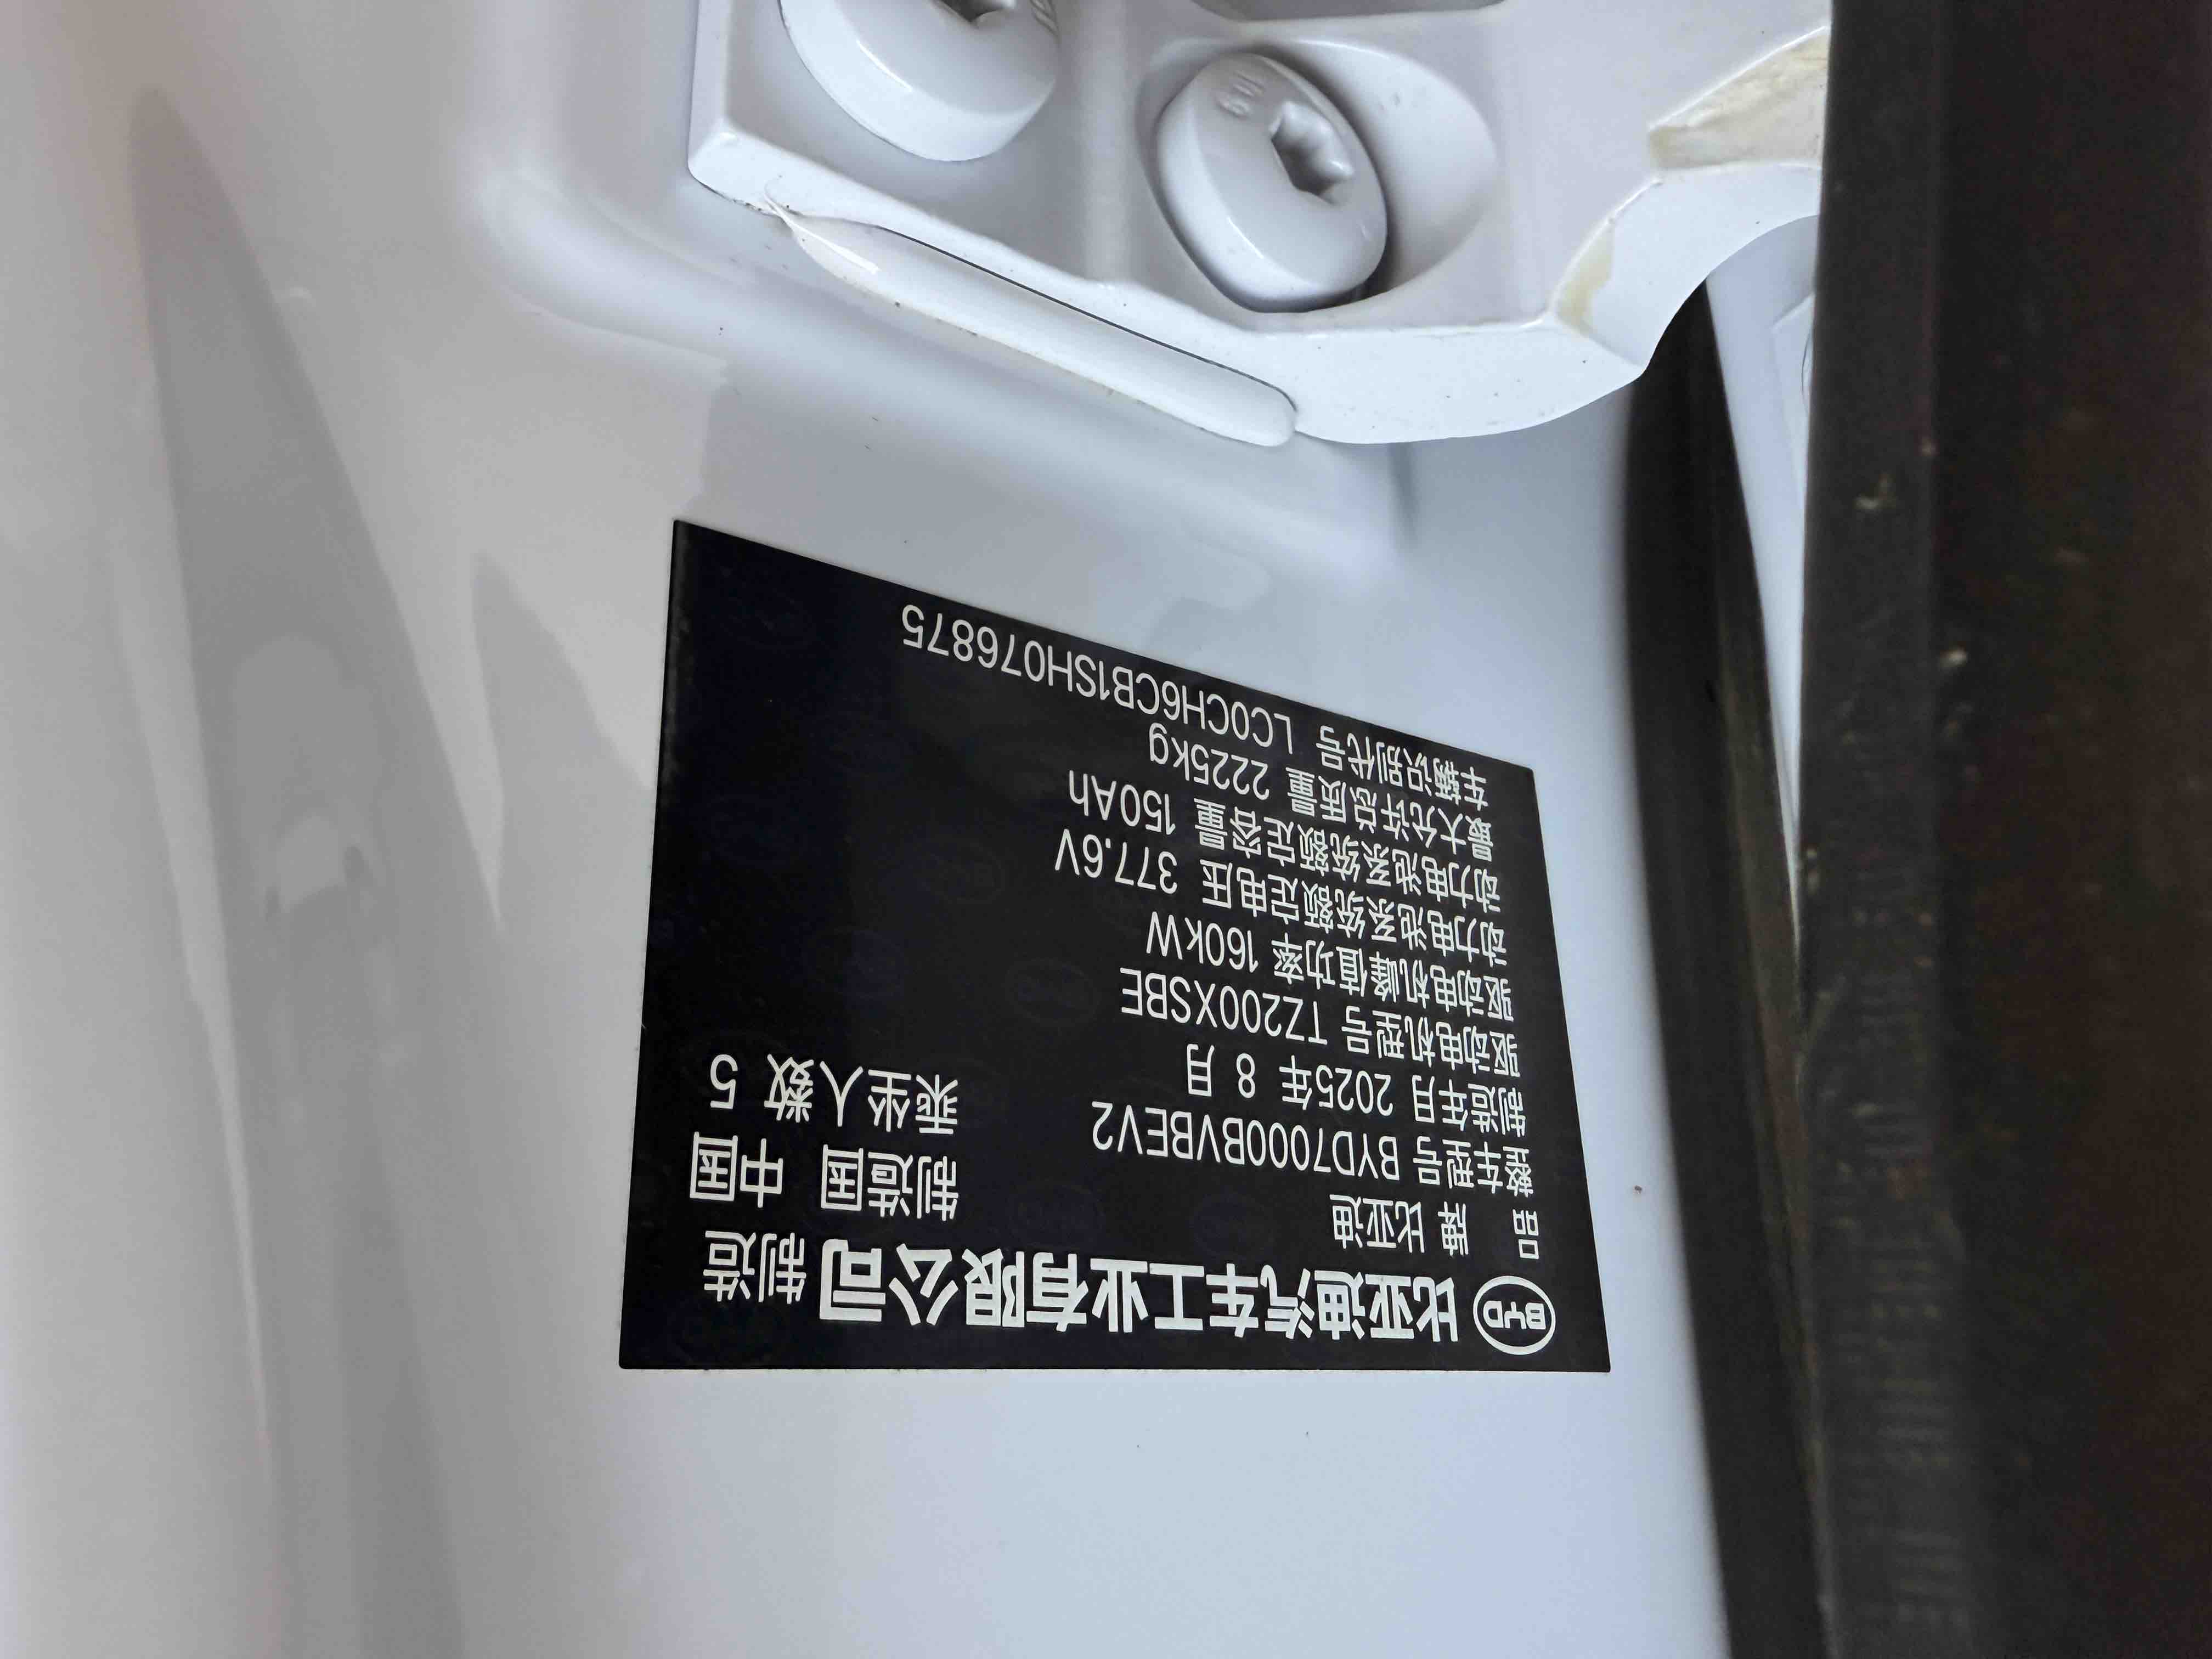 BYD 比亚迪汽车工业有限公司 制造
品 牌 比亚迪
制造国 中国
整车型号 BYD7000BVBEV2
乘坐人数 5
制造年月 2025年 8 月
驱动电机型号 TZ200XSBE
驱动电机峰值功率 160kW
动力电池系统额定电压 377.6V
动力电池系统额定容量 150Ah
最大允许总质量 2225kg
车辆识别代号 LC0CH6CB1SH076875